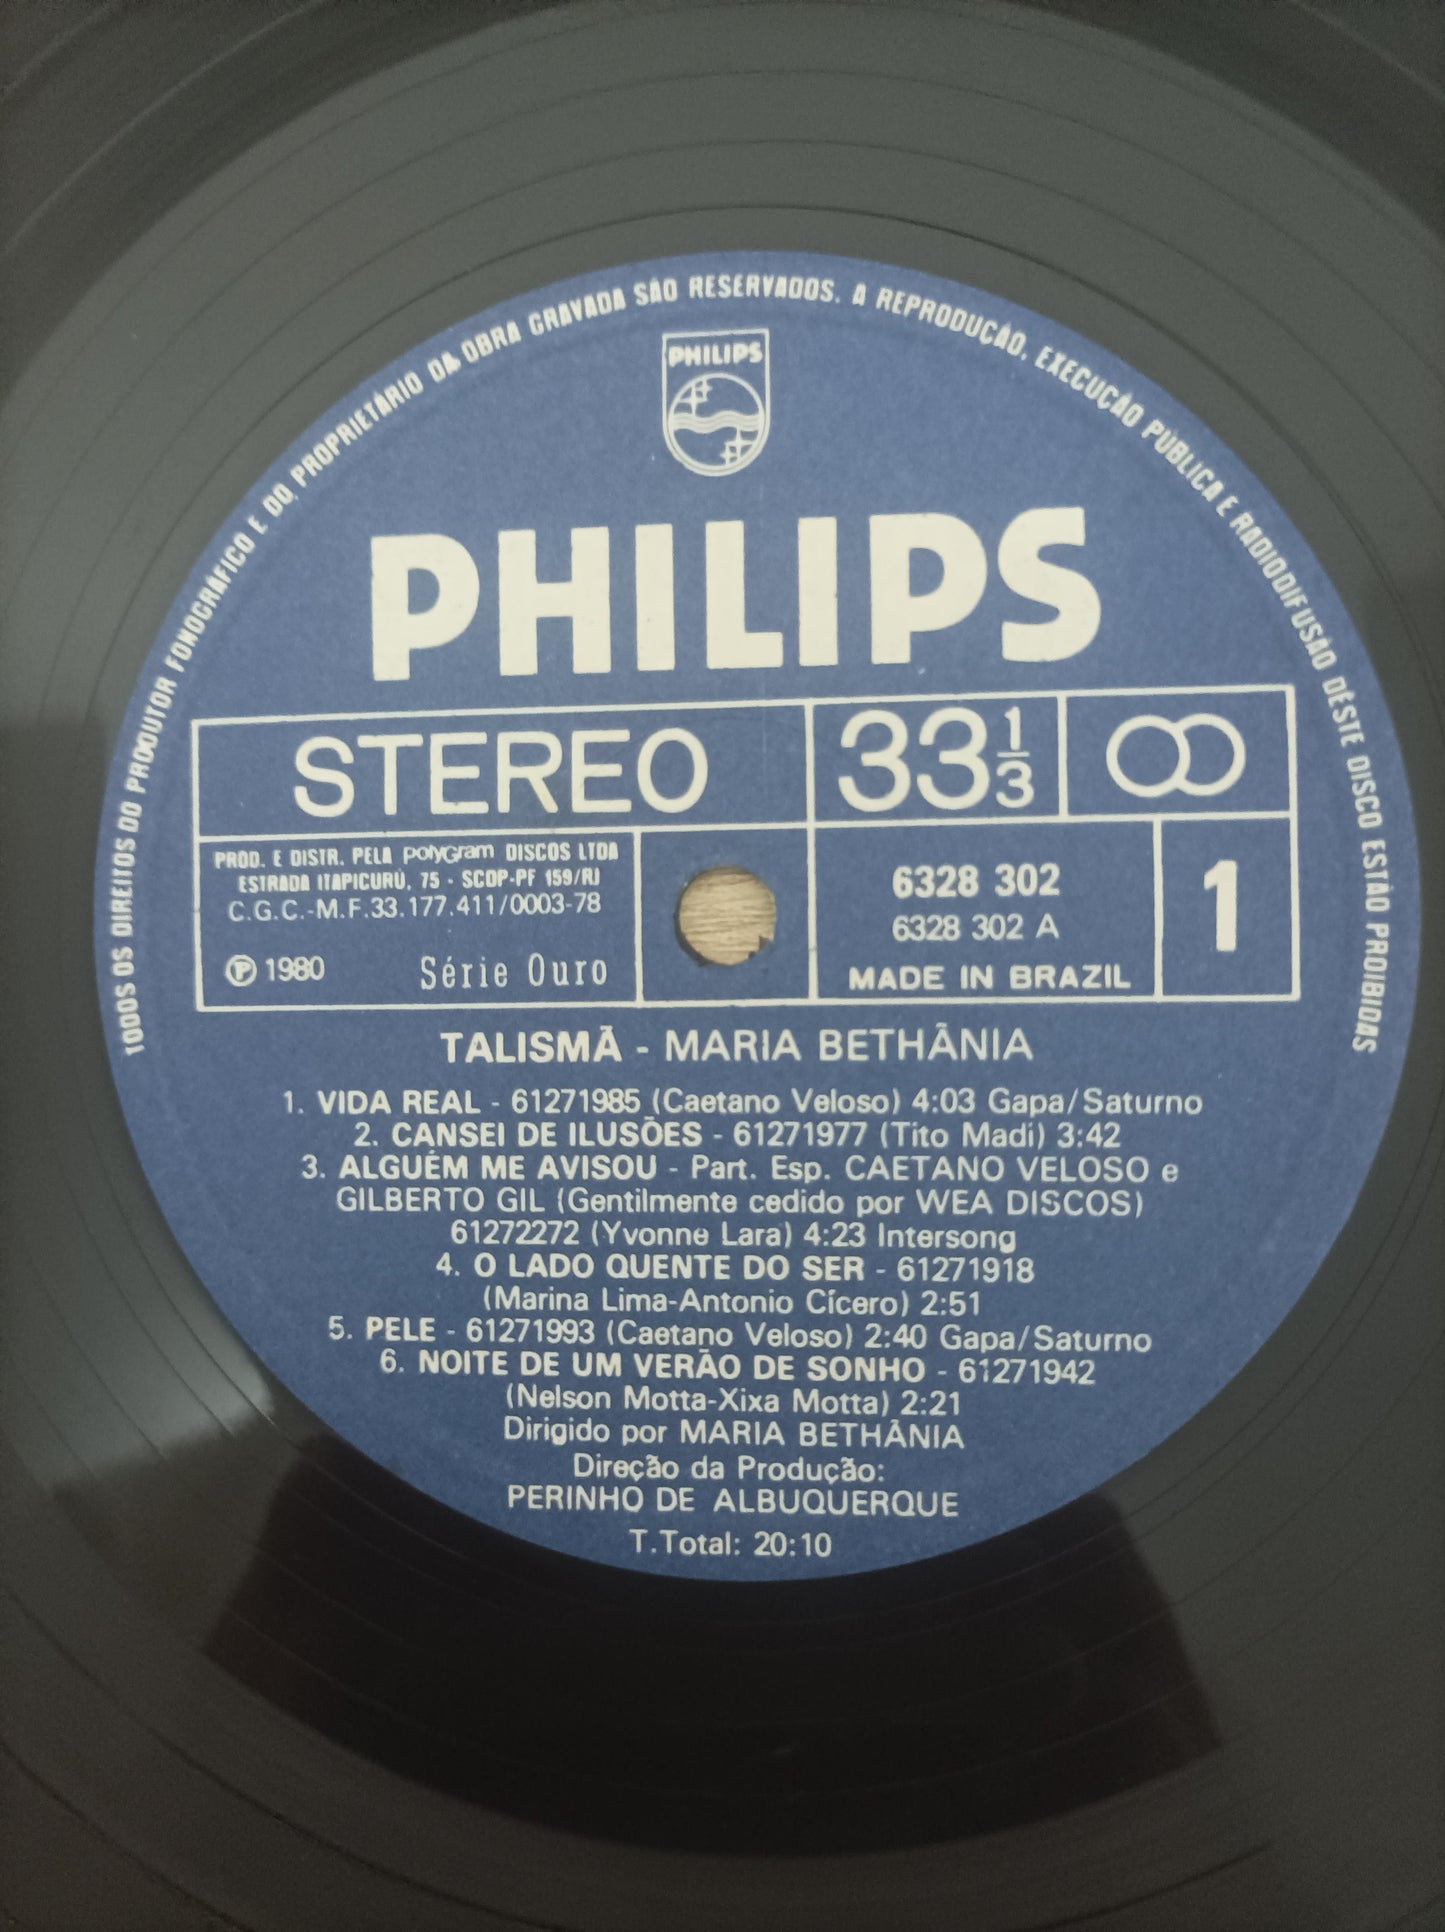 TODOS OS DIREITOS DO PRODUTOR FONOGRÁFICO E DO PROPRIETÁRIO DA OBRA GRAVADA SÃO RESERVADOS. A REPRODUÇÃO, EXECUÇÃO PÚBLICA E RADIODIFUSÃO DÊSTE DISCO ESTÃO PROIBIDAS
PHILIPS
PHILIPS
STEREO 33 1/3
PROD. E DISTR. PELA polyGram DISCOS LTDA
ESTRADA ITAPICURÚ, 75 - SCDP-PF 159/RJ
C.G.C.-M.F.33.177.411/0003-78
Ⓟ 1980 Série Ouro
6328 302
6328 302 A
MADE IN BRAZIL
1
TALISMÃ - MARIA BETHÂNIA
1. VIDA REAL - 61271985 (Caetano Veloso) 4:03 Gapa/Saturno
2. CANSEI DE ILUSÕES - 61271977 (Tito Madi) 3:42
3. ALGUÉM ME AVISOU - Part. Esp. CAETANO VELOSO e
GILBERTO GIL (Gentilmente cedido por WEA DISCOS)
61272272 (Yvonne Lara) 4:23 Intersong
4. O LADO QUENTE DO SER - 61271918
(Marina Lima-Antonio Cícero) 2:51
5. PELE - 61271993 (Caetano Veloso) 2:40 Gapa/Saturno
6. NOITE DE UM VERÃO DE SONHO - 61271942
(Nelson Motta-Xixa Motta) 2:21
Dirigido por MARIA BETHÂNIA
Direção da Produção:
PERINHO DE ALBUQUERQUE
T.Total: 20:10